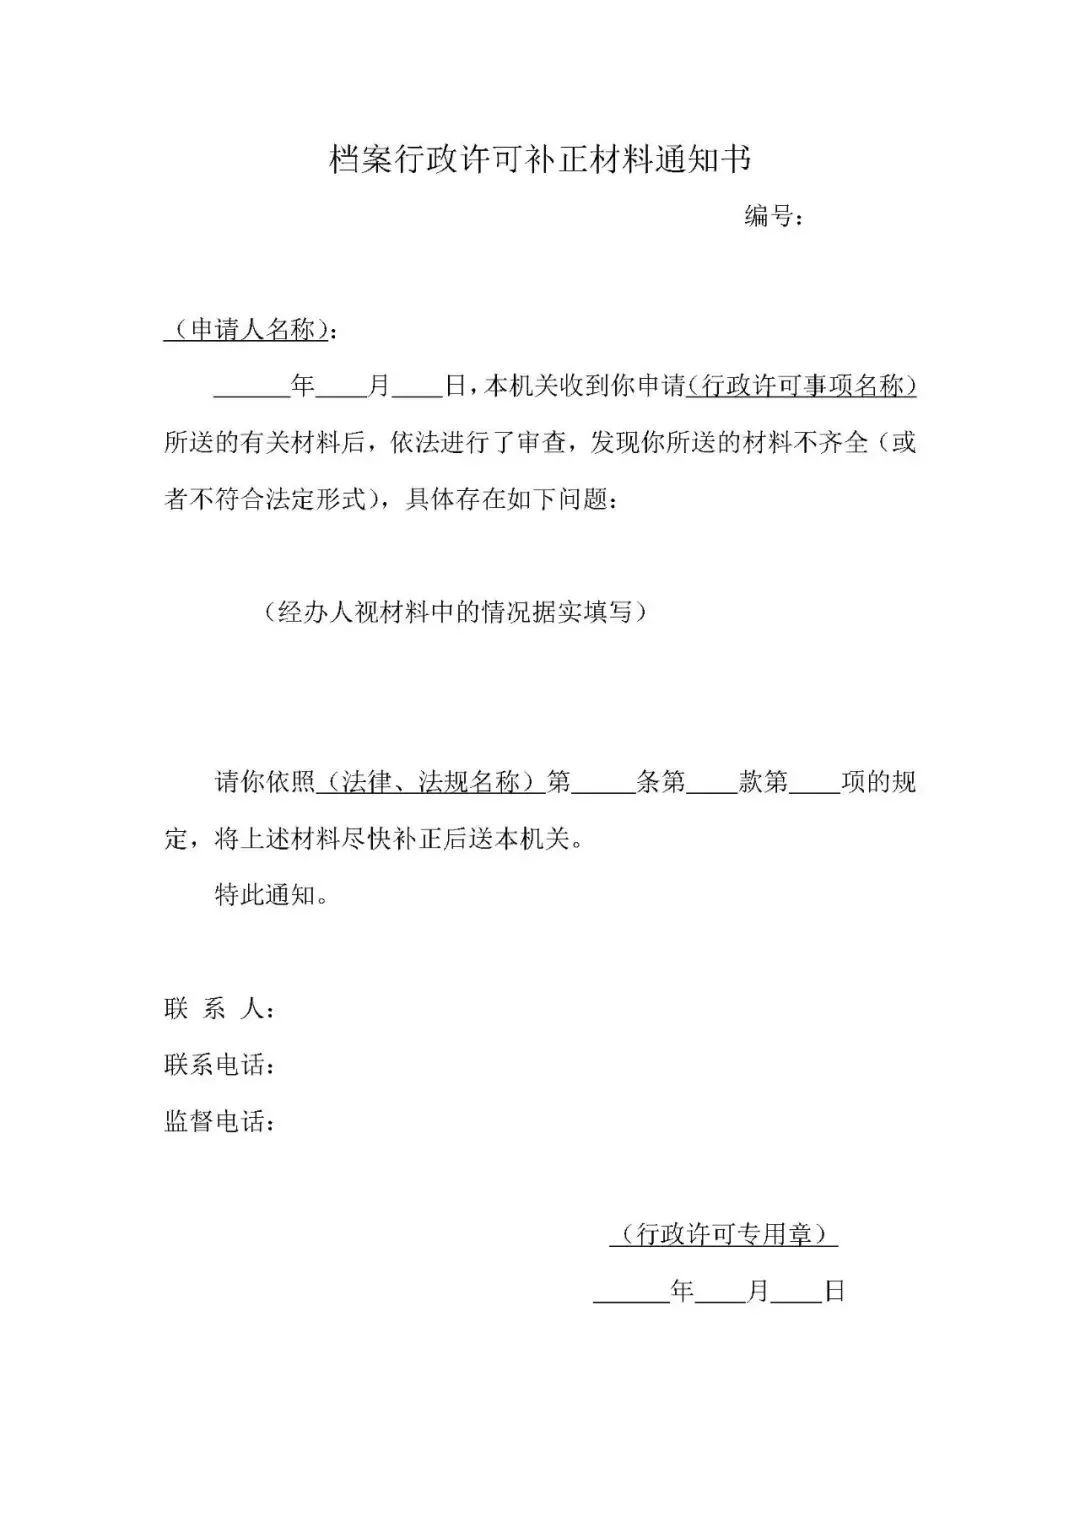 档案行政许可补正材料通知书
编号：
（申请人名称）：
______年____月____日，本机关收到你申请（行政许可事项名称）
所送的有关材料后，依法进行了审查，发现你所送的材料不齐全（或
者不符合法定形式），具体存在如下问题：
（经办人视材料中的情况据实填写）
请你依照（法律、法规名称）第_____条第____款第____项的规
定，将上述材料尽快补正后送本机关。
特此通知。
联 系 人：
联系电话：
监督电话：
（行政许可专用章）
______年____月____日